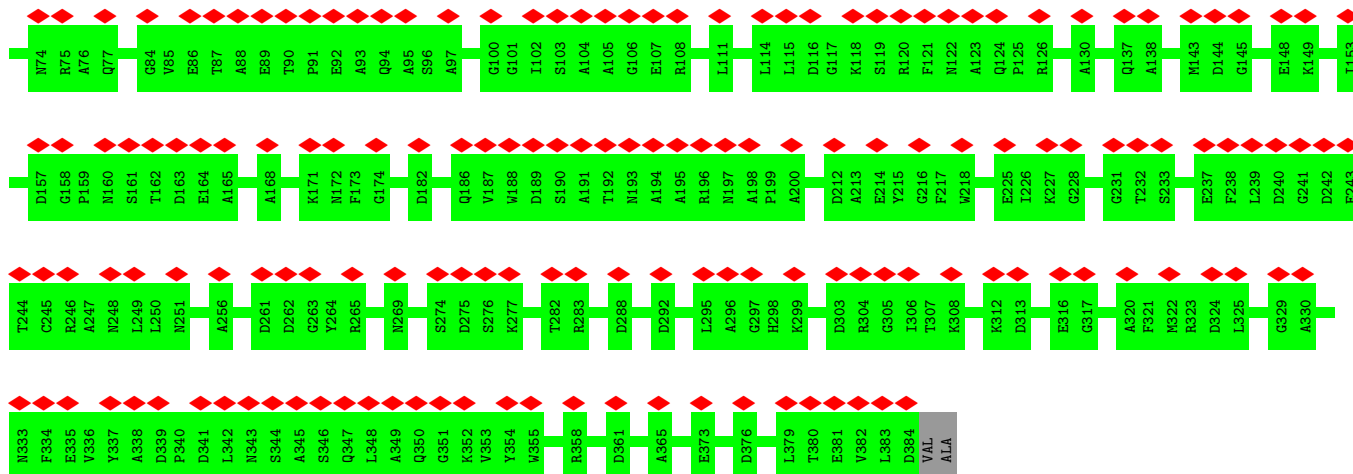 N74 R75 A76 Q77 G84 V85 E86 T87 A88 E89 T90 P91 E92 A93 Q94 A95 S96 A97 G100 G101 I102 S103 A104 A105 G106 E107 R108 L111 L114 L115 D116 G117 K118 S119 R120 F121 N122 A123 Q124 P125 R126 A130 Q137 A138 M143 D144 G145 E148 K149 I153
D157 G158 P159 N160 S161 T162 D163 E164 A165 A168 K171 N172 F173 G174 D182 Q186 V187 W188 D189 S190 A191 T192 N193 A194 A195 R196 N197 A198 P199 A200 D212 A213 E214 Y215 G216 F217 W218 E225 I226 K227 G228 G231 T232 S233 E237 F238 L239 D240 G241 D242 F243
T244 C245 R246 A247 N248 L249 L250 N251 A256 D261 D262 G263 Y264 R265 N269 S274 D275 S276 K277 T282 R283 D288 D292 L295 A296 G297 H298 K299 D303 R304 G305 I306 T307 K308 K312 D313 E316 G317 A320 F321 M322 R323 D324 L325 G329 A330
N333 F334 E335 V336 Y337 A338 D339 P340 D341 L342 N343 S344 A345 S346 Q347 L348 A349 Q350 G351 K352 V353 Y354 W355 R358 D361 A365 E373 D376 L379 T380 E381 V382 L383 D384 VAL ALA